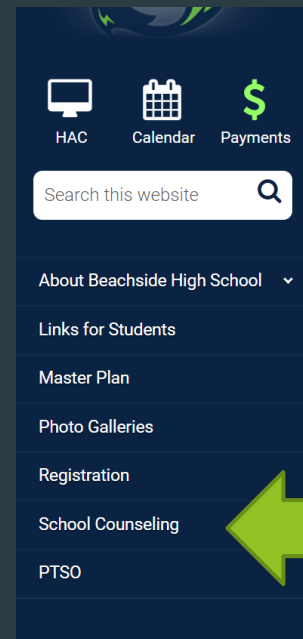 HAC Calendar Payments
Search this website
About Beachside High School
Links for Students
Master Plan
Photo Galleries
Registration
School Counseling
PTSO